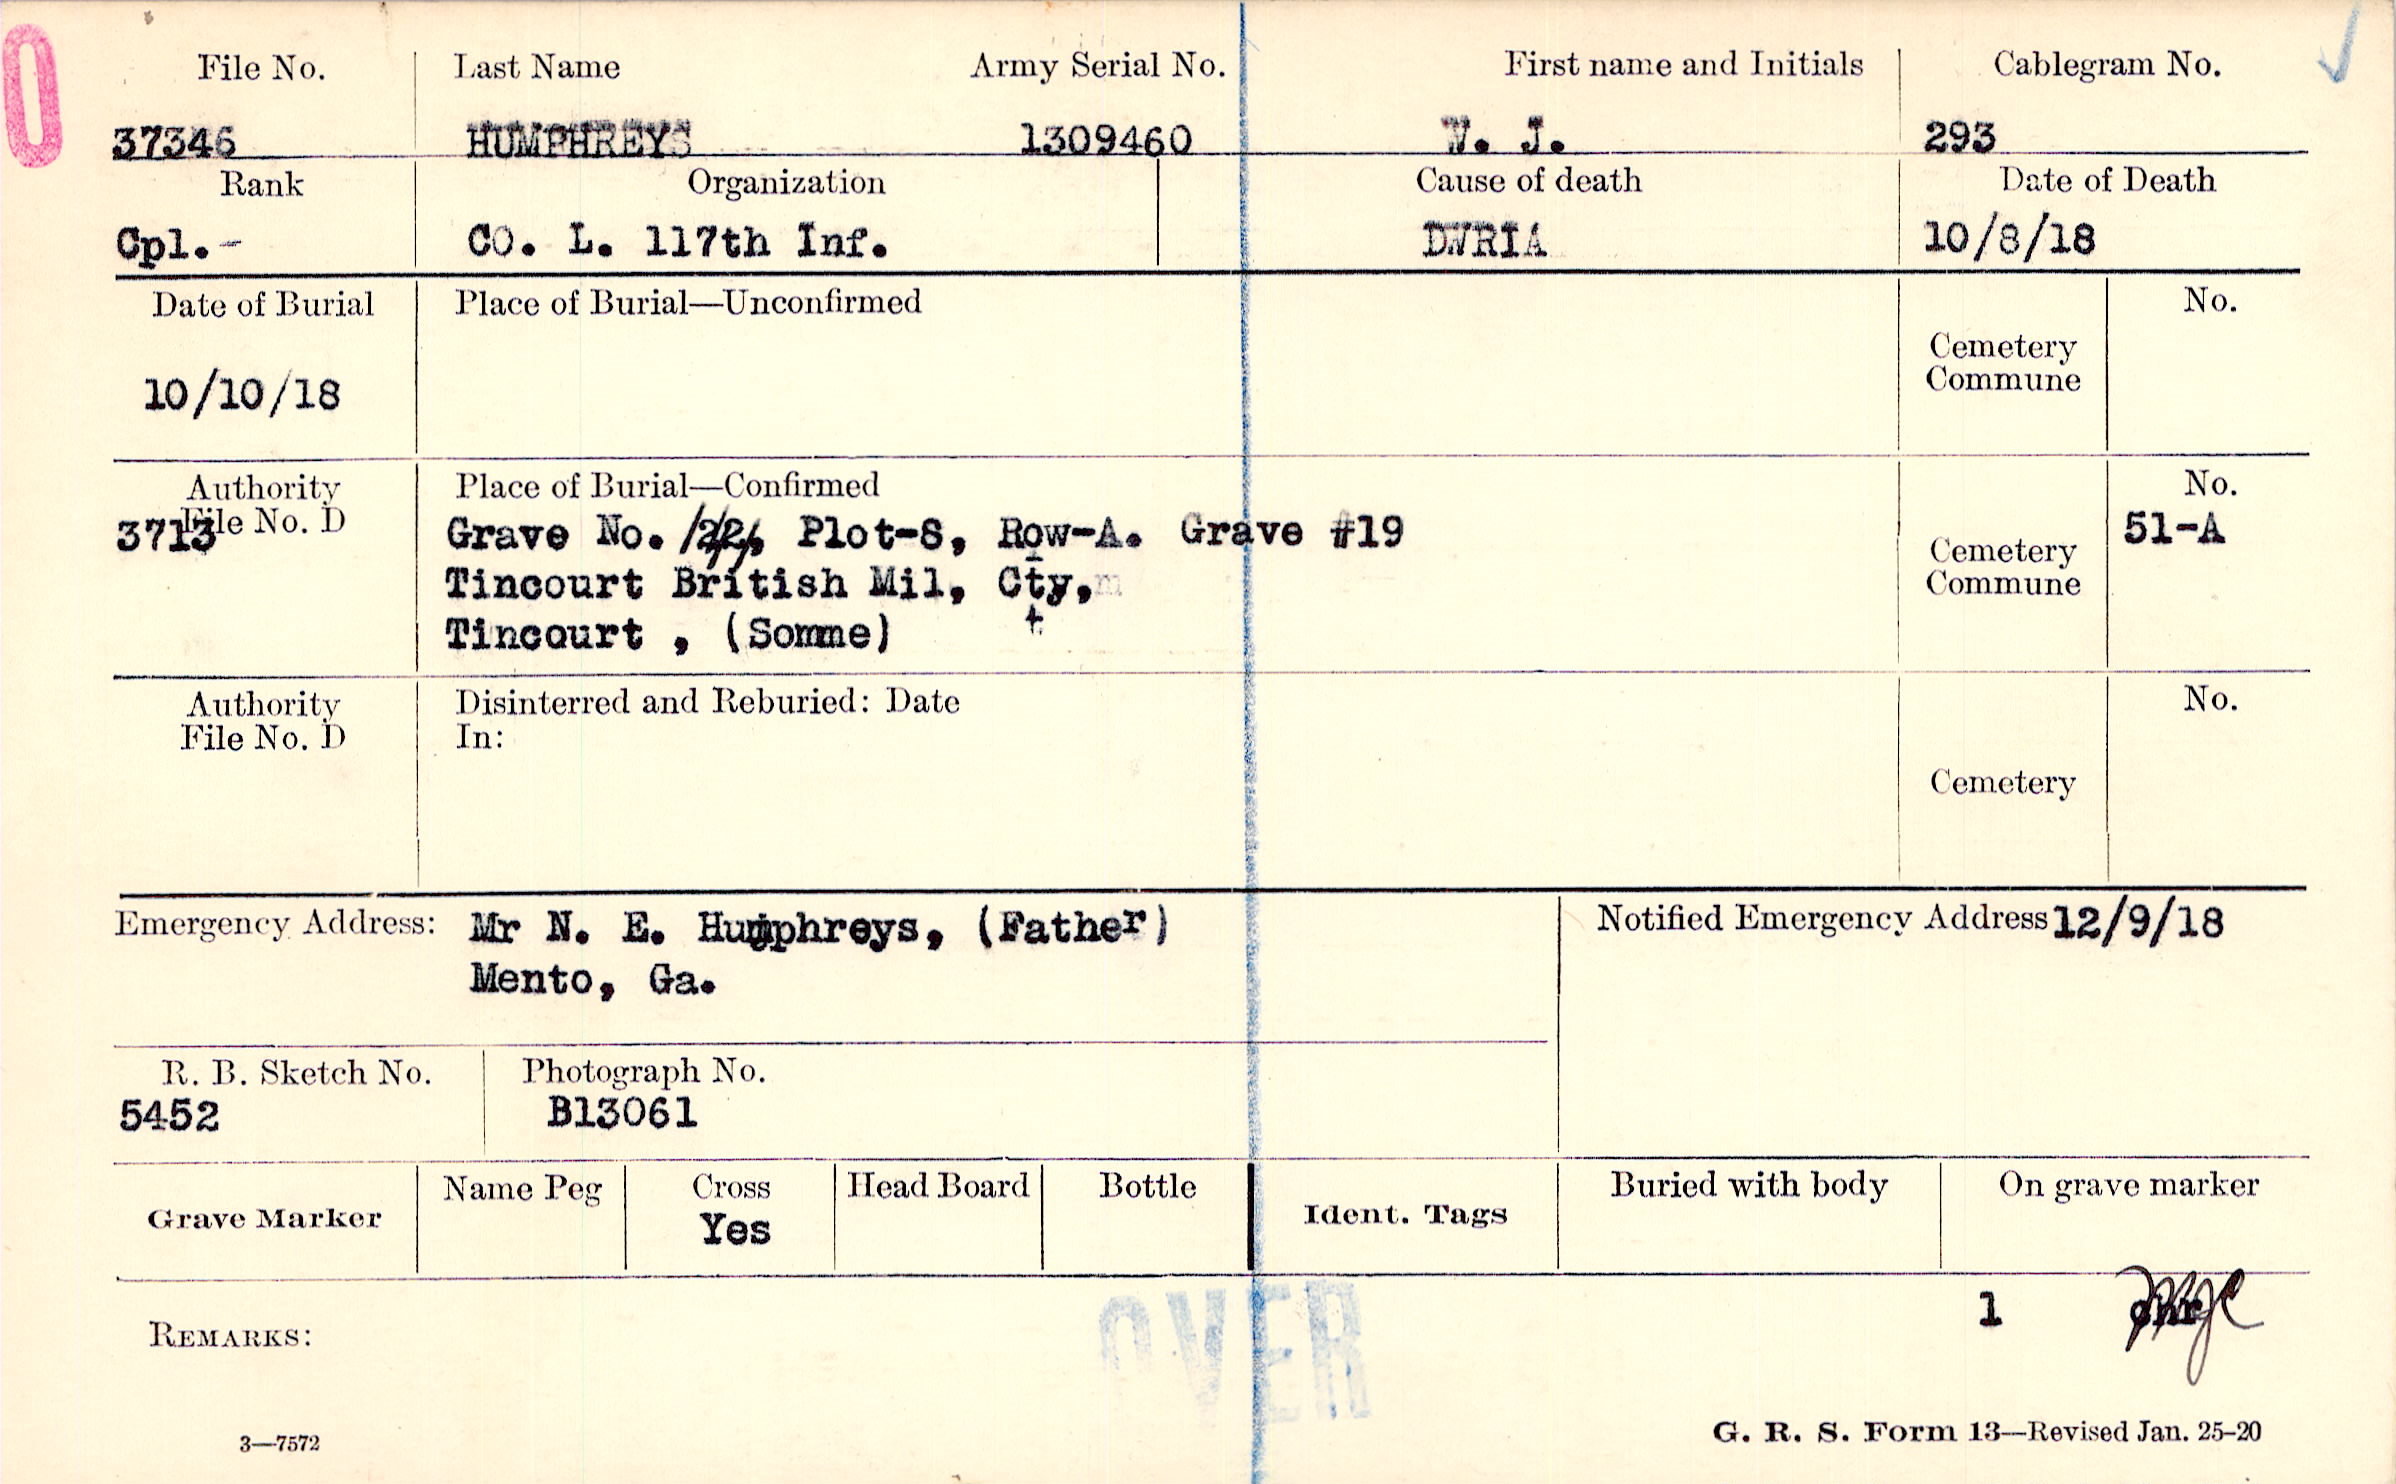 0
File No. Last Name Army Serial No. First name and Initials Cablegram No.
37346 HUMPHREYS 1309460 W. J. 293
Rank Organization Cause of death Date of Death
Cpl.- CO. L. 117th Inf. DWRIA 10/8/18
Date of Burial Place of Burial—Unconfirmed No.
Cemetery
Commune
10/10/18
Authority Place of Burial—Confirmed No.
File No. D
3713 Grave No. Plot-S, Row-A. Grave #19 51-A
Cemetery
Commune
Tincourt British Mil, Cty,
Tincourt , (Somme)
Authority Disinterred and Reburied: Date No.
File No. D In:
Cemetery
Emergency Address: Mr N. E. Humphreys, (Father) Notified Emergency Address 12/9/18
Mento, Ga.
R. B. Sketch No. Photograph No.
5452 B13061
Grave Marker Name Peg Cross Head Board Bottle Ident. Tags Buried with body On grave marker
Yes
1
REMARKS:
OVER
3—7572 G. R. S. Form 13—Revised Jan. 25-20